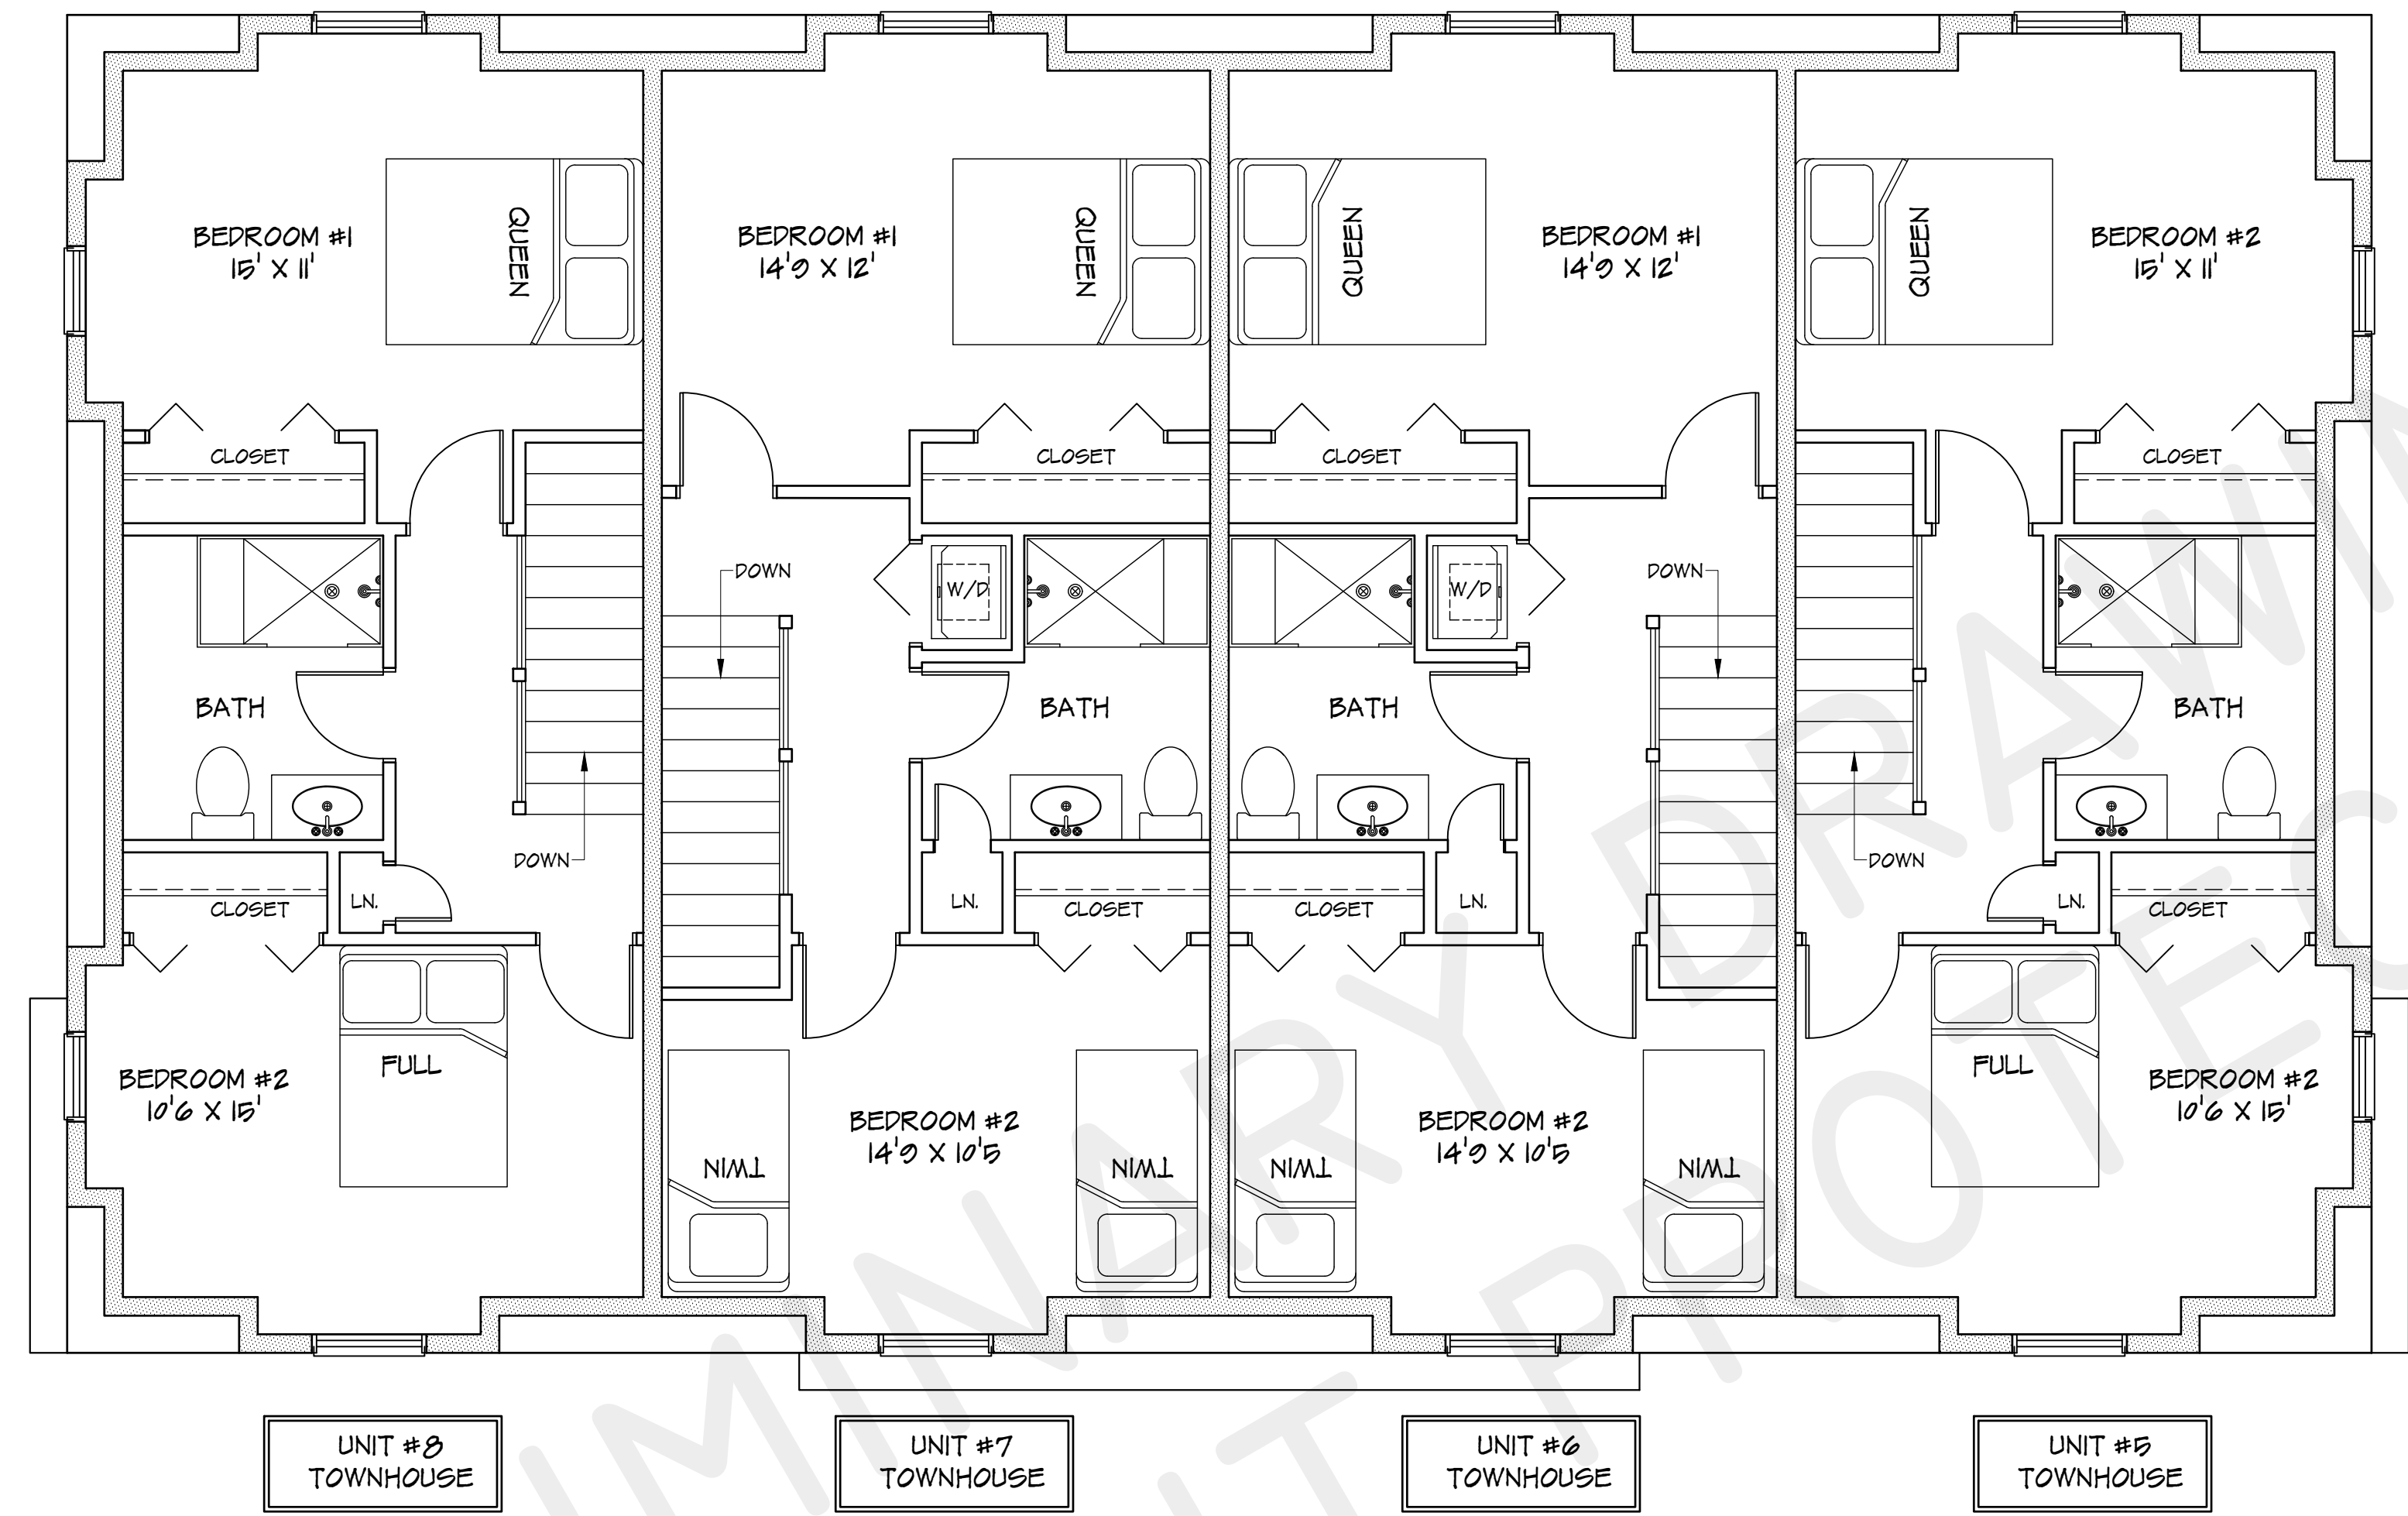 BEDROOM #1
15' X 11'
QUEEN
BEDROOM #1
14'9 X 12'
QUEEN
QUEEN
BEDROOM #1
14'9 X 12'
QUEEN
BEDROOM #2
15' X 11'
CLOSET
CLOSET
CLOSET
CLOSET
DOWN
W/D
W/D
DOWN
BATH
BATH
BATH
BATH
DOWN
DOWN
CLOSET
LN.
LN.
CLOSET
CLOSET
LN.
LN.
CLOSET
BEDROOM #2
10'6 X 15'
FULL
TWIN
BEDROOM #2
14'9 X 10'5
TWIN
TWIN
BEDROOM #2
14'9 X 10'5
TWIN
FULL
BEDROOM #2
10'6 X 15'
UNIT #8
TOWNHOUSE
UNIT #7
TOWNHOUSE
UNIT #6
TOWNHOUSE
UNIT #5
TOWNHOUSE